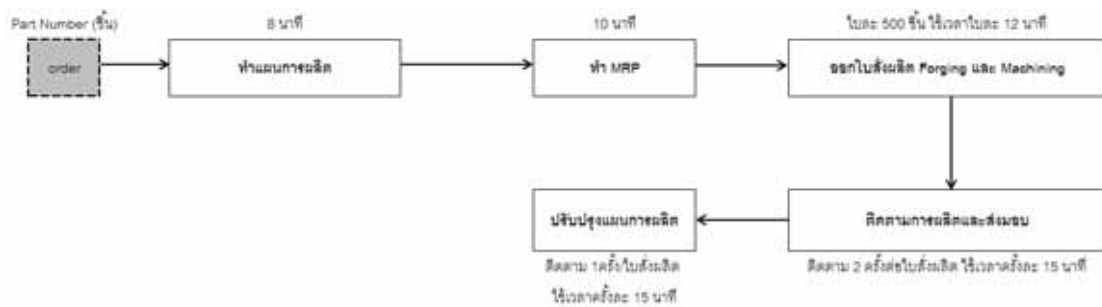 Part Number (ชิ้น)
8 นาที
10 นาที
ใบละ 500 ชิ้น ใช้เวลาใบละ 12 นาที
order
ทำแผนการผลิต
ทำ MRP
ออกใบสั่งผลิต Forging และ Machining
ปรับปรุงแผนการผลิต
ติดตามการผลิตและส่งมอบ
ติดตาม 1ครั้ง/ใบสั่งผลิต
ใช้เวลาครั้งละ 15 นาที
ติดตาม 2 ครั้งต่อใบสั่งผลิต ใช้เวลาครั้งละ 15 นาที